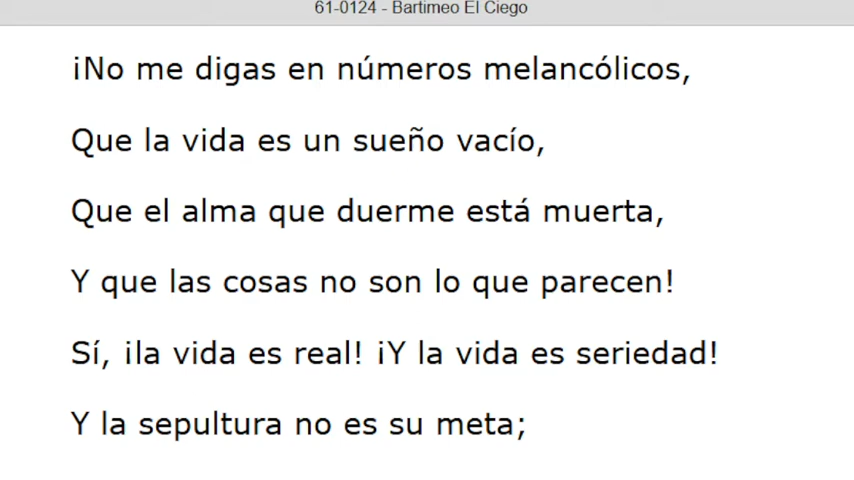 61-0124 - Bartimeo El Ciego
¡No me digas en números melancólicos,
Que la vida es un sueño vacío,
Que el alma que duerme está muerta,
Y que las cosas no son lo que parecen!
Sí, ¡la vida es real! ¡Y la vida es seriedad!
Y la sepultura no es su meta;